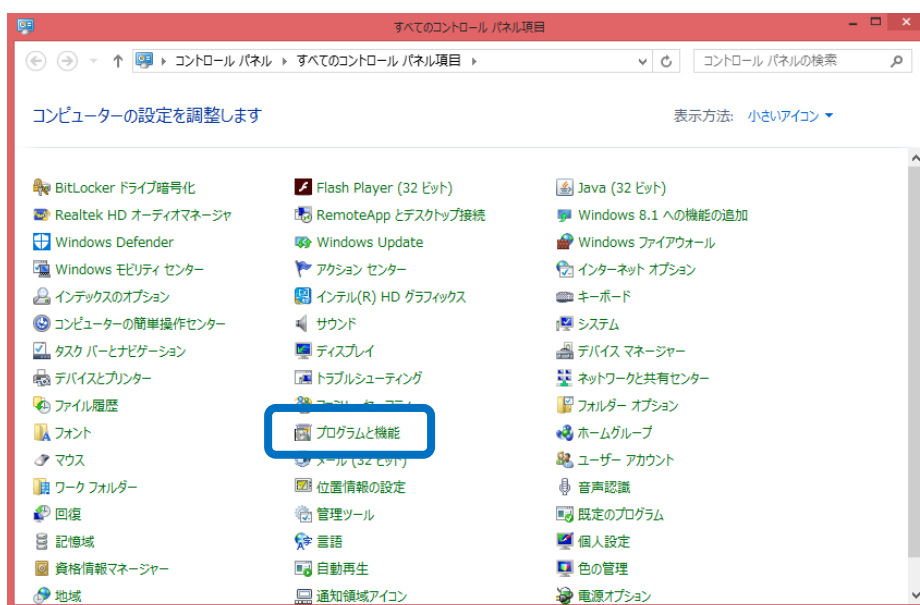 すべてのコントロール パネル項目
コントロール パネル すべてのコントロール パネル項目 コントロール パネルの検索
コンピューターの設定を調整します 表示方法: 小さいアイコン
BitLocker ドライブ暗号化 Flash Player (32 ビット) Java (32 ビット)
Realtek HD オーディオマネージャ RemoteApp とデスクトップ接続 Windows 8.1 への機能の追加
Windows Defender Windows Update Windows ファイアウォール
Windows モビリティ センター アクション センター インターネット オプション
インデックスのオプション インテル(R) HD グラフィックス キーボード
コンピューターの簡単操作センター サウンド システム
タスク バーとナビゲーション ディスプレイ デバイス マネージャー
デバイスとプリンター トラブルシューティング ネットワークと共有センター
ファイル履歴 フォルダー オプション
フォント プログラムと機能 ホームグループ
マウス メール (32 ビット) ユーザー アカウント
ワーク フォルダー 位置情報の設定 音声認識
回復 管理ツール 既定のプログラム
記憶域 言語 個人設定
資格情報マネージャー 自動再生 色の管理
地域 通知領域アイコン 電源オプション